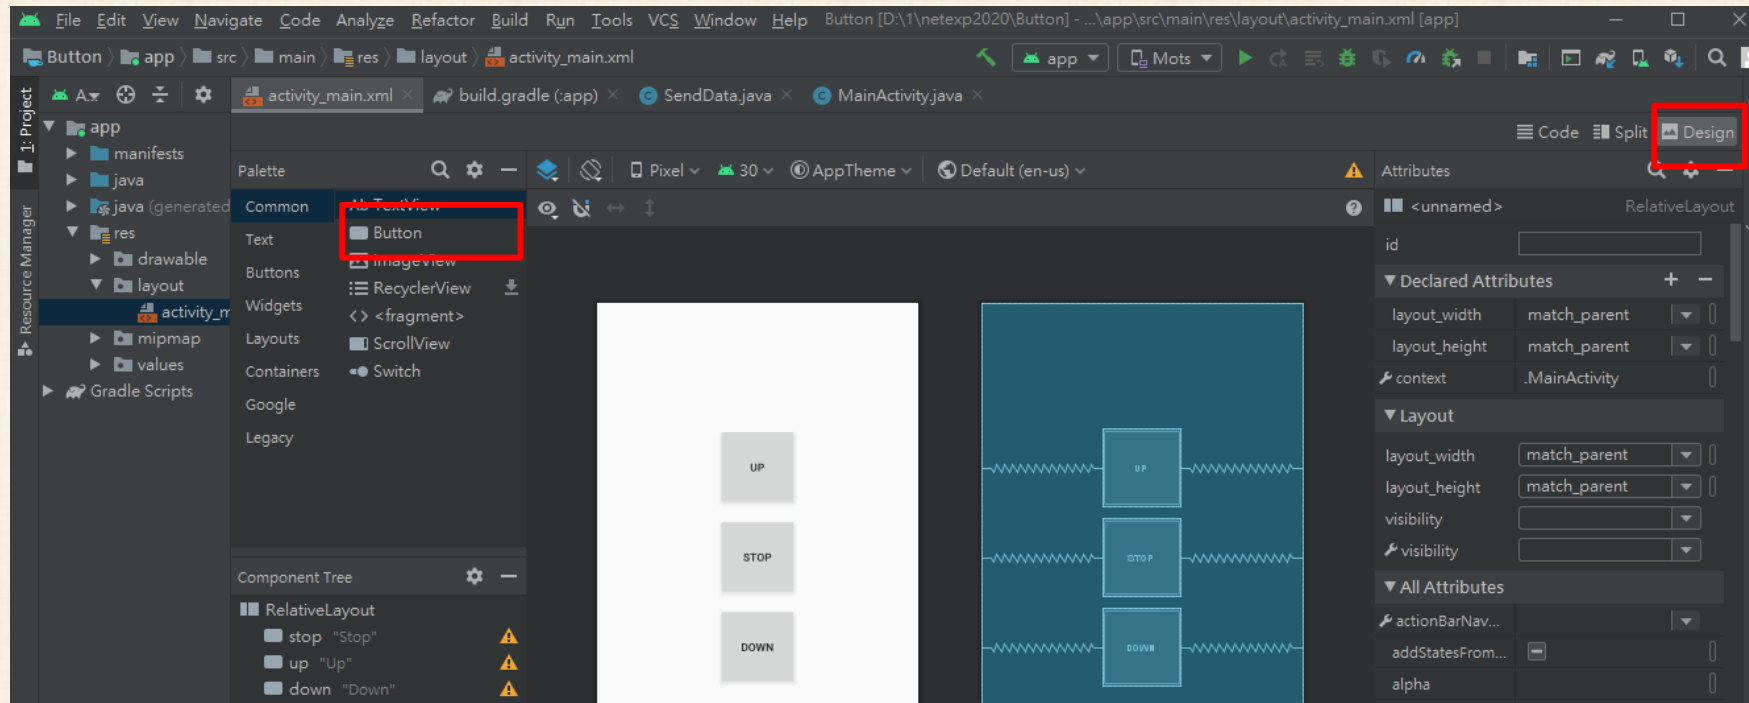 File Edit View Navigate Code Analyze Refactor Build Run Tools VCS Window Help Button [D:\1\netexp2020\Button] - ...\app\src\main\res\layout\activity_main.xml [app]
Button app src main res layout activity_main.xml app Mots
1: Project
A... activity_main.xml build.gradle (:app) SendData.java MainActivity.java
app
Code Split Design
manifests
java
java (generated
res
drawable
layout
activity_m
mipmap
values
Gradle Scripts
Resource Manager
Palette
Common
Text
Buttons
Widgets
Layouts
Containers
Google
Legacy
Ab TextView
Button
ImageView
RecyclerView
<fragment>
ScrollView
Switch
Pixel 30 AppTheme Default (en-us)
UP
STOP
DOWN
UP
STOP
DOWN
Component Tree
RelativeLayout
stop "Stop"
up "Up"
down "Down"
Attributes
<unnamed> RelativeLayout
id
Declared Attributes
layout_width match_parent
layout_height match_parent
context .MainActivity
Layout
layout_width match_parent
layout_height match_parent
visibility
visibility
All Attributes
actionBarNav...
addStatesFrom...
alpha